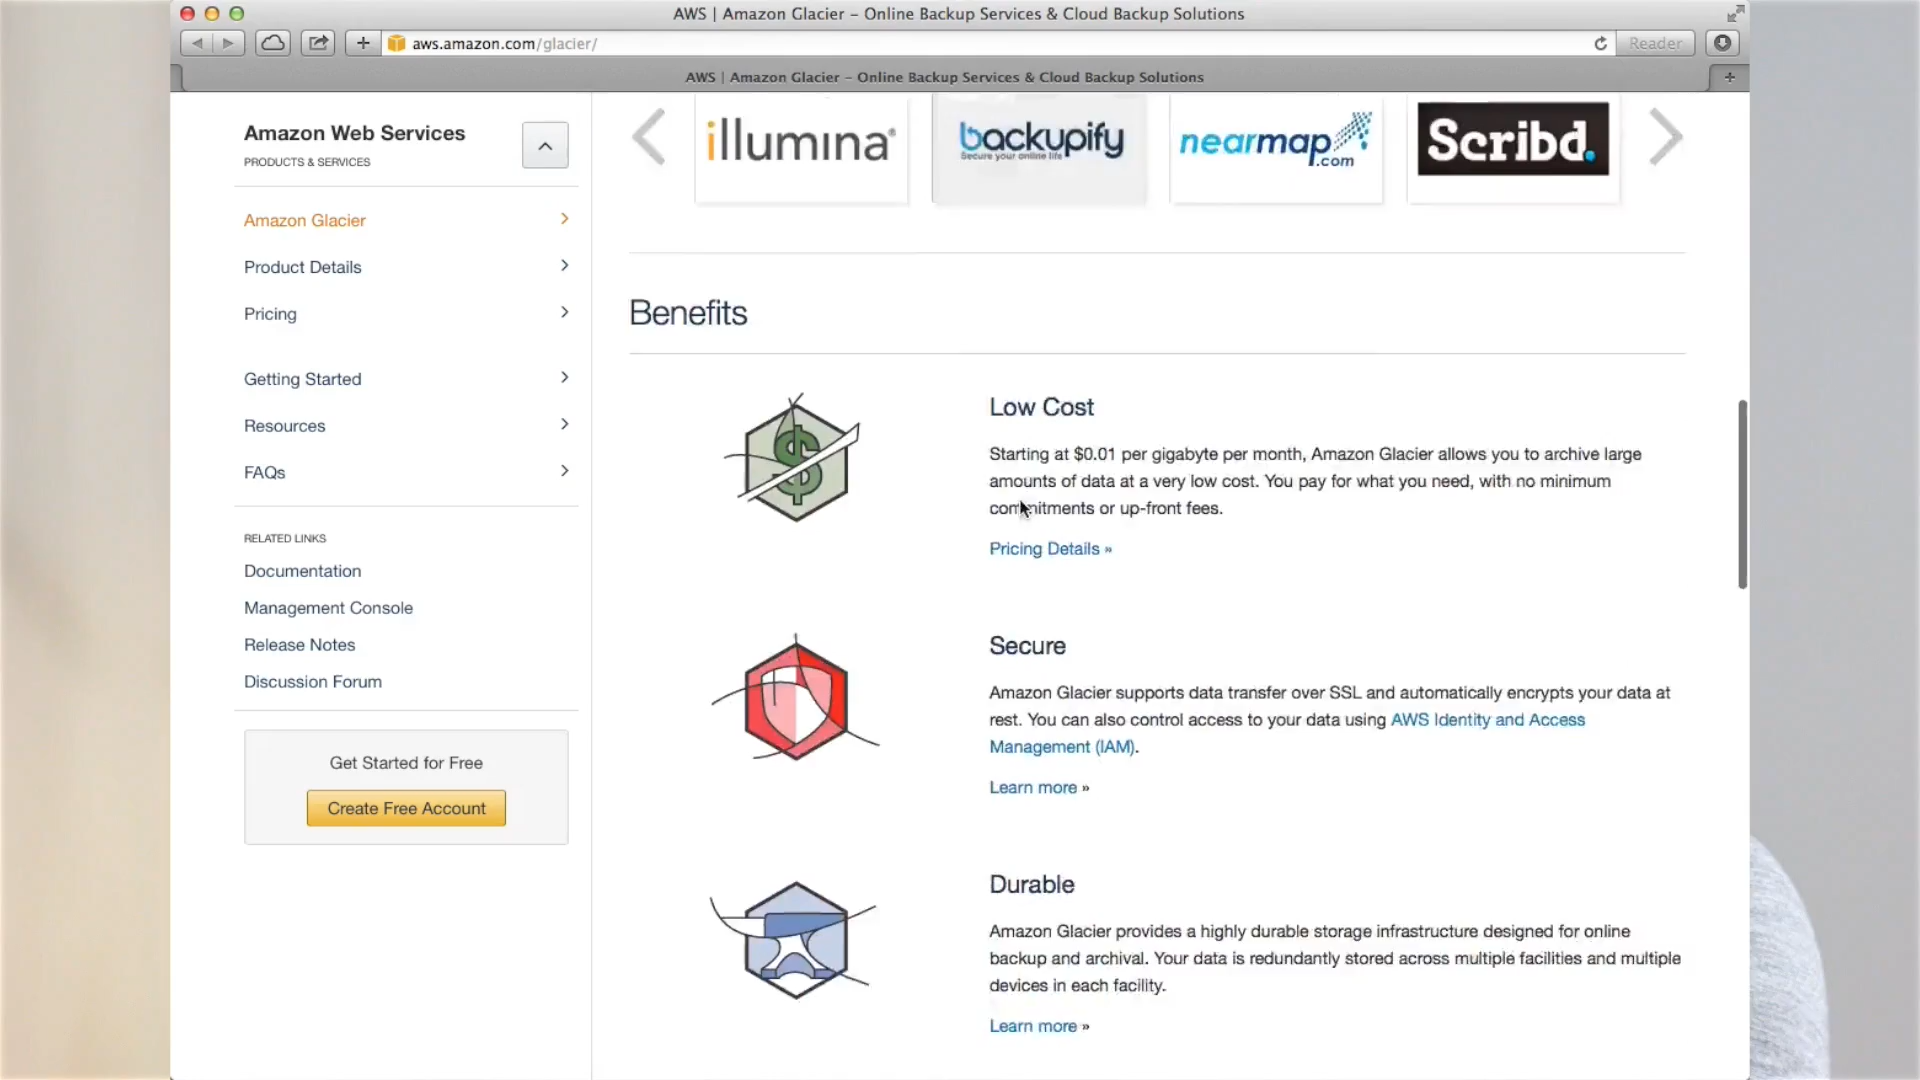 AWS | Amazon Glacier – Online Backup Services & Cloud Backup Solutions
aws.amazon.com/glacier/
Reader
AWS | Amazon Glacier – Online Backup Services & Cloud Backup Solutions
Amazon Web Services
PRODUCTS & SERVICES
Amazon Glacier
Product Details
Pricing
Getting Started
Resources
FAQs
RELATED LINKS
Documentation
Management Console
Release Notes
Discussion Forum
Get Started for Free
Create Free Account
illumina®
backupify
Secure your online life
nearmap
.com
Scribd.
Benefits
Low Cost
Starting at $0.01 per gigabyte per month, Amazon Glacier allows you to archive large
amounts of data at a very low cost. You pay for what you need, with no minimum
commitments or up-front fees.
Pricing Details »
Secure
Amazon Glacier supports data transfer over SSL and automatically encrypts your data at
rest. You can also control access to your data using AWS Identity and Access
Management (IAM).
Learn more »
Durable
Amazon Glacier provides a highly durable storage infrastructure designed for online
backup and archival. Your data is redundantly stored across multiple facilities and multiple
devices in each facility.
Learn more »